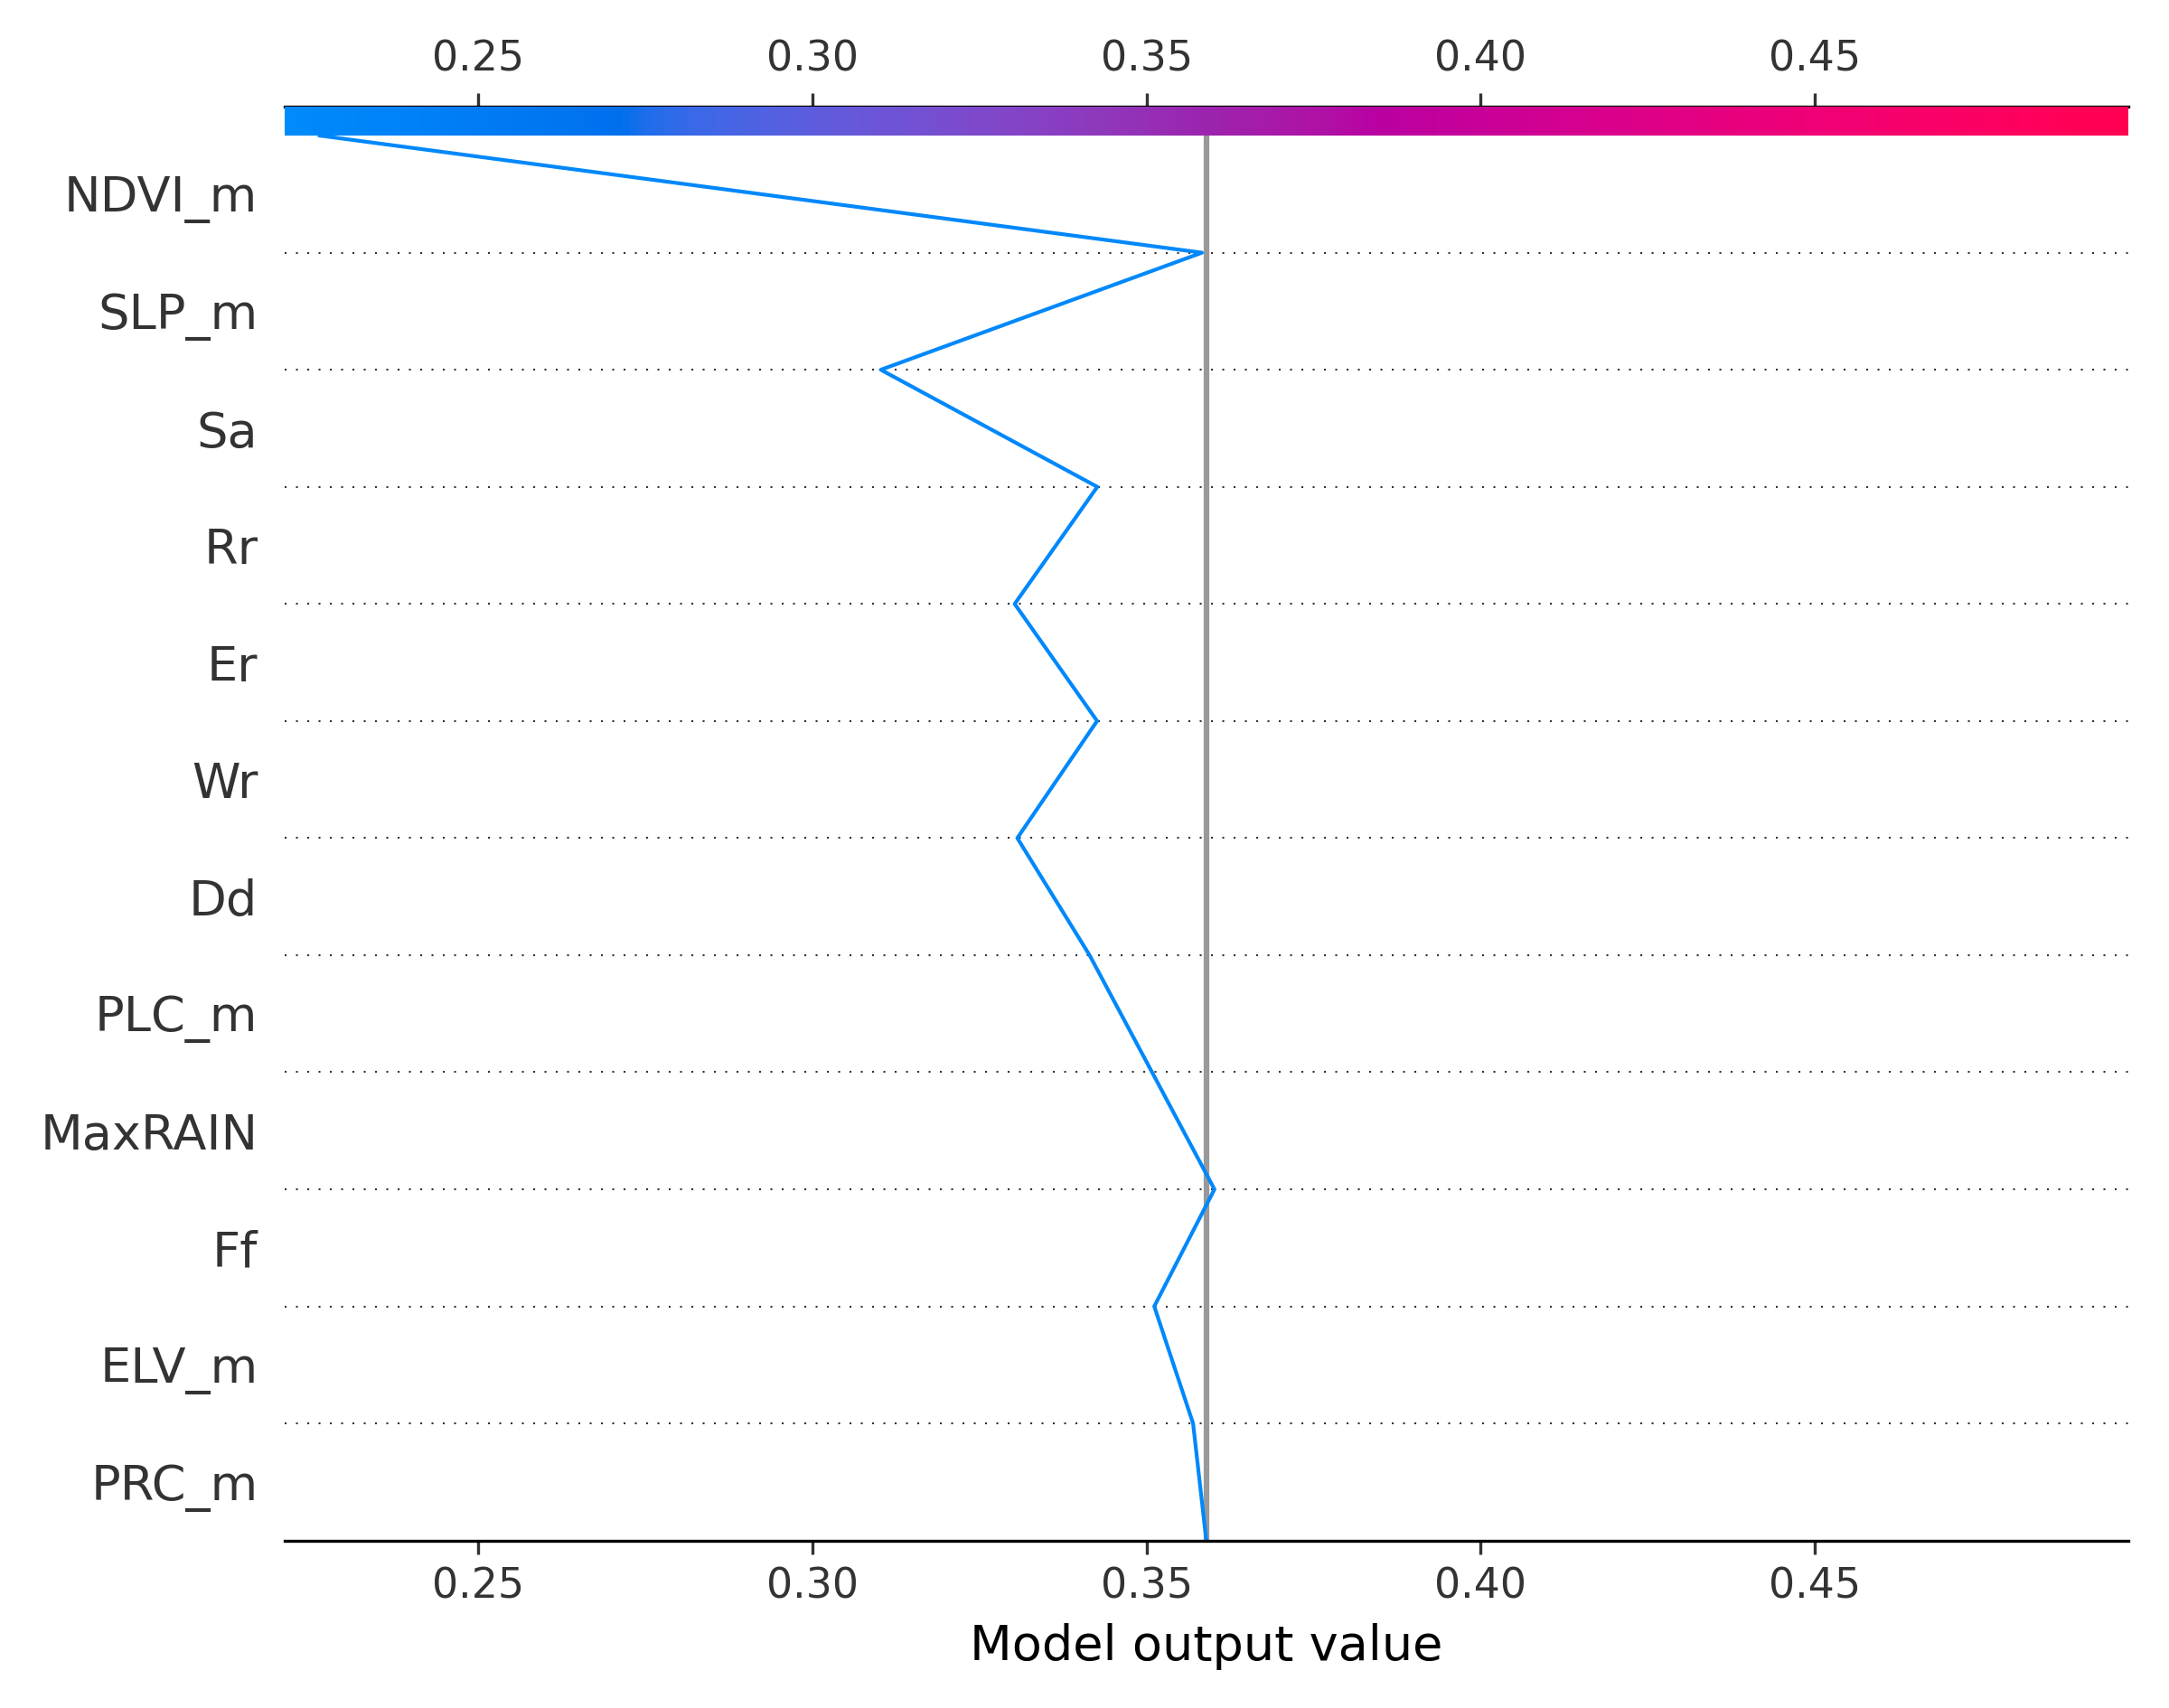 0.25 0.30 0.35 0.40 0.45
NDVI_m
SLP_m
Sa
Rr
Er
Wr
Dd
PLC_m
MaxRAIN
Ff
ELV_m
PRC_m
0.25 0.30 0.35 0.40 0.45
Model output value